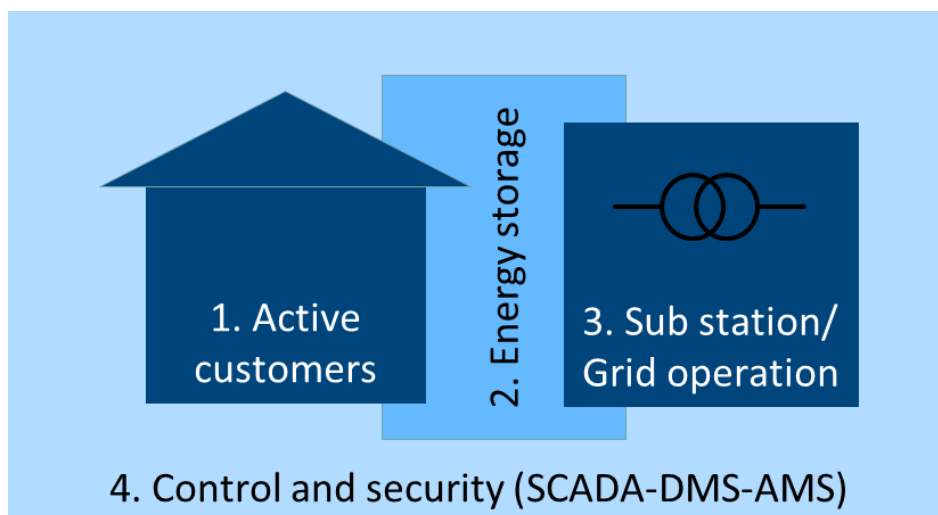 1. Active
customers
2. Energy storage
3. Sub station/
Grid operation
4. Control and security (SCADA-DMS-AMS)